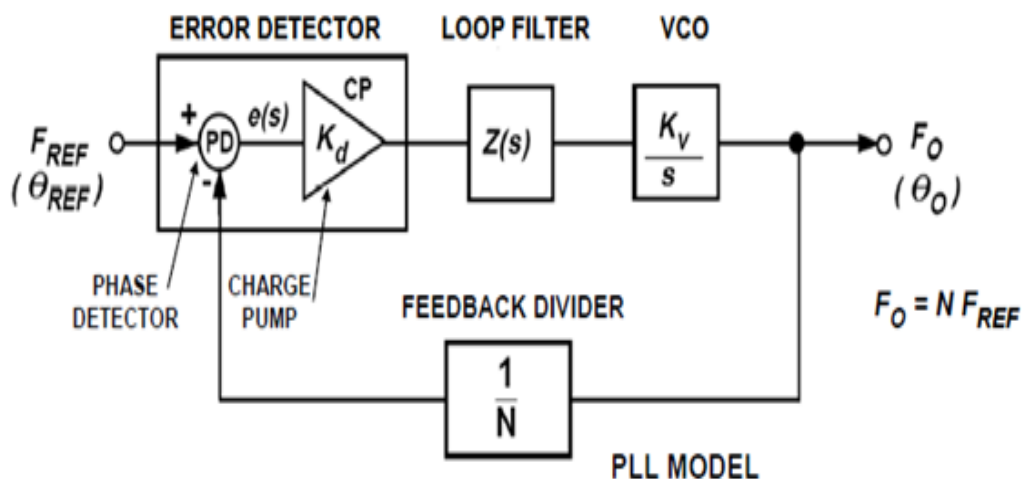 ERROR DETECTOR
LOOP FILTER
VCO
CP
+
e(s)
PD
K_d
-
Z(s)
K_v
s
F_REF
(θ_REF)
F_O
(θ_O)
PHASE
DETECTOR
CHARGE
PUMP
FEEDBACK DIVIDER
F_O = N F_REF
1
N
PLL MODEL